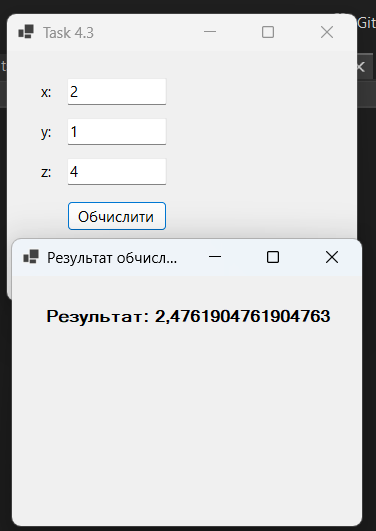 Git
Task 4.3
x: 2
y: 1
z: 4
Обчислити
Результат обчисл...
Результат: 2,4761904761904763